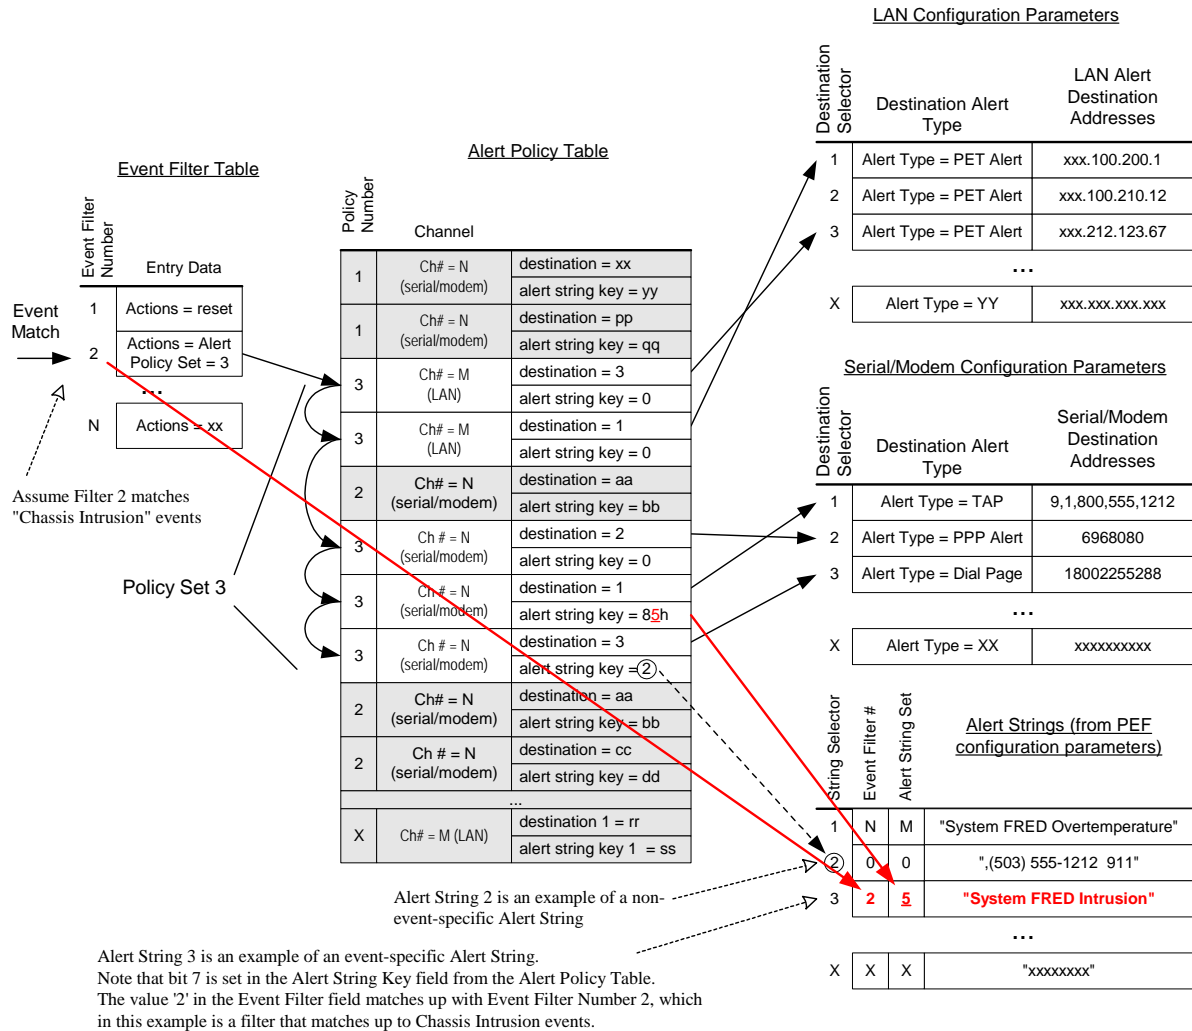 LAN Configuration Parameters
Destination
Selector
Destination Alert
Type
LAN Alert
Destination
Addresses
1 Alert Type = PET Alert xxx.100.200.1
2 Alert Type = PET Alert xxx.100.210.12
3 Alert Type = PET Alert xxx.212.123.67
...
X Alert Type = YY xxx.xxx.xxx.xxx
Event Filter Table
Event Filter
Number
Entry Data
Event
Match
1 Actions = reset
2 Actions = Alert
Policy Set = 3
...
N Actions = xx
Assume Filter 2 matches
"Chassis Intrusion" events
Policy Set 3
Alert Policy Table
Policy
Number
Channel
1 Ch# = N
(serial/modem)
destination = xx
alert string key = yy
1 Ch# = N
(serial/modem)
destination = pp
alert string key = qq
3 Ch# = M
(LAN)
destination = 3
alert string key = 0
3 Ch# = M
(LAN)
destination = 1
alert string key = 0
2 Ch# = N
(serial/modem)
destination = aa
alert string key = bb
3 Ch # = N
(serial/modem)
destination = 2
alert string key = 0
3 Ch# = N
(serial/modem)
destination = 1
alert string key = 85h
3 Ch# = N
(serial/modem)
destination = 3
alert string key = 2
2 Ch# = N
(serial/modem)
destination = aa
alert string key = bb
2 Ch # = N
(serial/modem)
destination = cc
alert string key = dd
...
X Ch# = M (LAN)
destination 1 = rr
alert string key 1 = ss
Serial/Modem Configuration Parameters
Destination
Selector
Destination Alert
Type
Serial/Modem
Destination
Addresses
1 Alert Type = TAP 9,1,800,555,1212
2 Alert Type = PPP Alert 6968080
3 Alert Type = Dial Page 18002255288
...
X Alert Type = XX xxxxxxxxxx
String Selector
Event Filter #
Alert String Set
Alert Strings (from PEF
configuration parameters)
1 N M "System FRED Overtemperature"
2 0 0 ",(503) 555-1212 911"
3 2 5 "System FRED Intrusion"
...
X X X "xxxxxxxx"
Alert String 2 is an example of a non-
event-specific Alert String
Alert String 3 is an example of an event-specific Alert String.
Note that bit 7 is set in the Alert String Key field from the Alert Policy Table.
The value '2' in the Event Filter field matches up with Event Filter Number 2, which
in this example is a filter that matches up to Chassis Intrusion events.